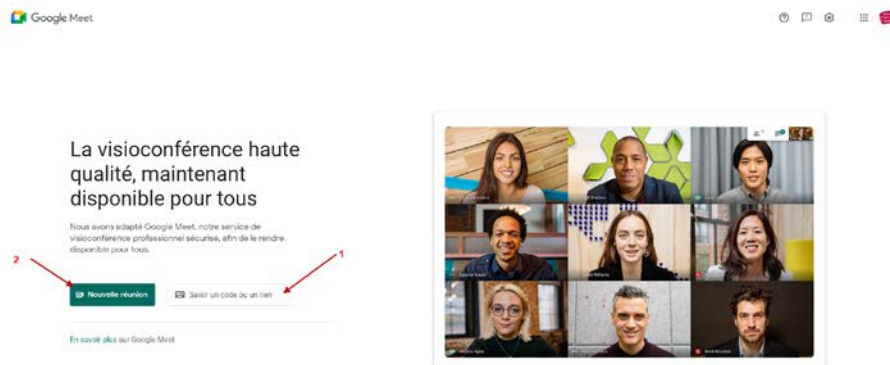 Google Meet
La visioconférence haute
qualité, maintenant
disponible pour tous
Nous avons adapté Google Meet, notre service de
visioconférence professionnel sécurisé, afin de le rendre
disponible pour tous.
2
1
Nouvelle réunion
Saisir un code ou un lien
En savoir plus sur Google Meet